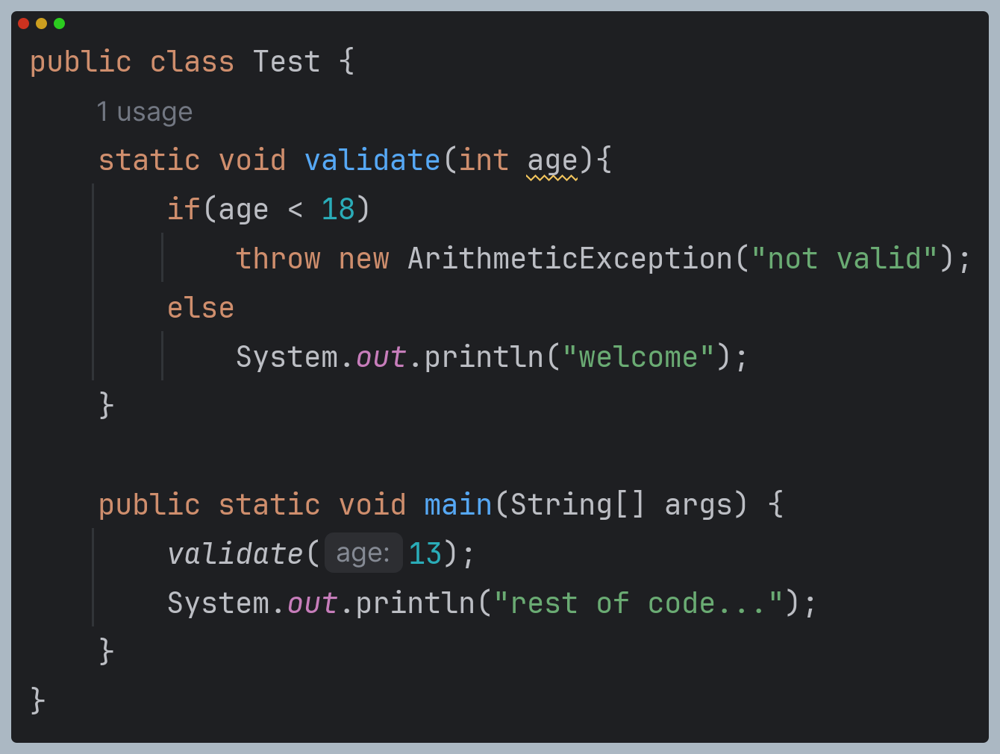 public class Test {
1 usage
static void validate(int age){
if(age < 18)
throw new ArithmeticException("not valid");
else
System.out.println("welcome");
}
public static void main(String[] args) {
validate( age: 13);
System.out.println("rest of code...");
}
}